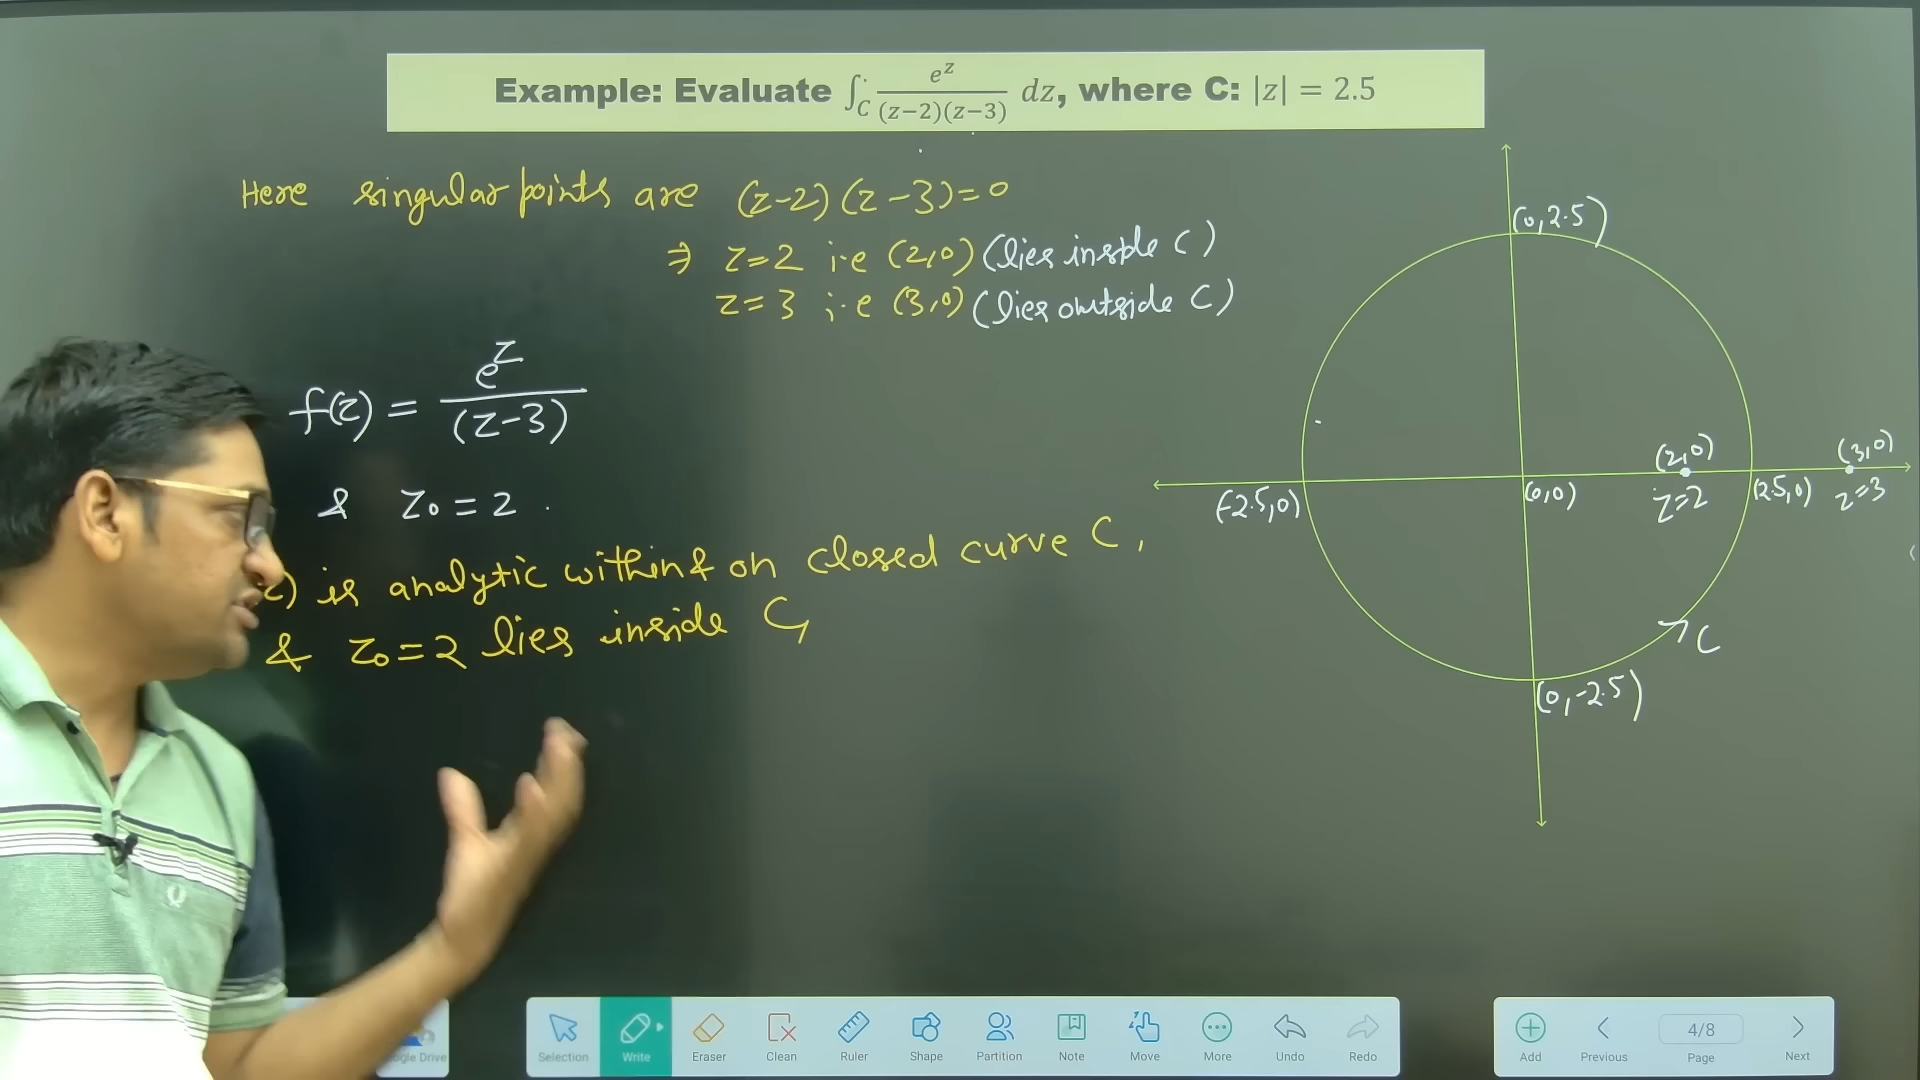 Example: Evaluate ∫_C e^z/((z−2)(z−3)) dz, where C: |z| = 2.5
Here singular points are (z-2)(z-3)=0
⇒ z=2 i.e (2,0) (lies inside C)
z=3 i.e (3,0) (lies outside C)
f(z) = e^z/(z-3)
& z₀ = 2 .
z) is analytic within & on closed curve C,
& z₀=2 lies inside C,
(0,2.5)
(2,0)
(3,0)
(-2.5,0)
(0,0)
z=2
(2.5,0)
z=3
C
(0,-2.5)
Drive
Selection
Write
Eraser
Clean
Ruler
Shape
Partition
Note
Move
More
Undo
Redo
Add
Previous
4/8
Page
Next